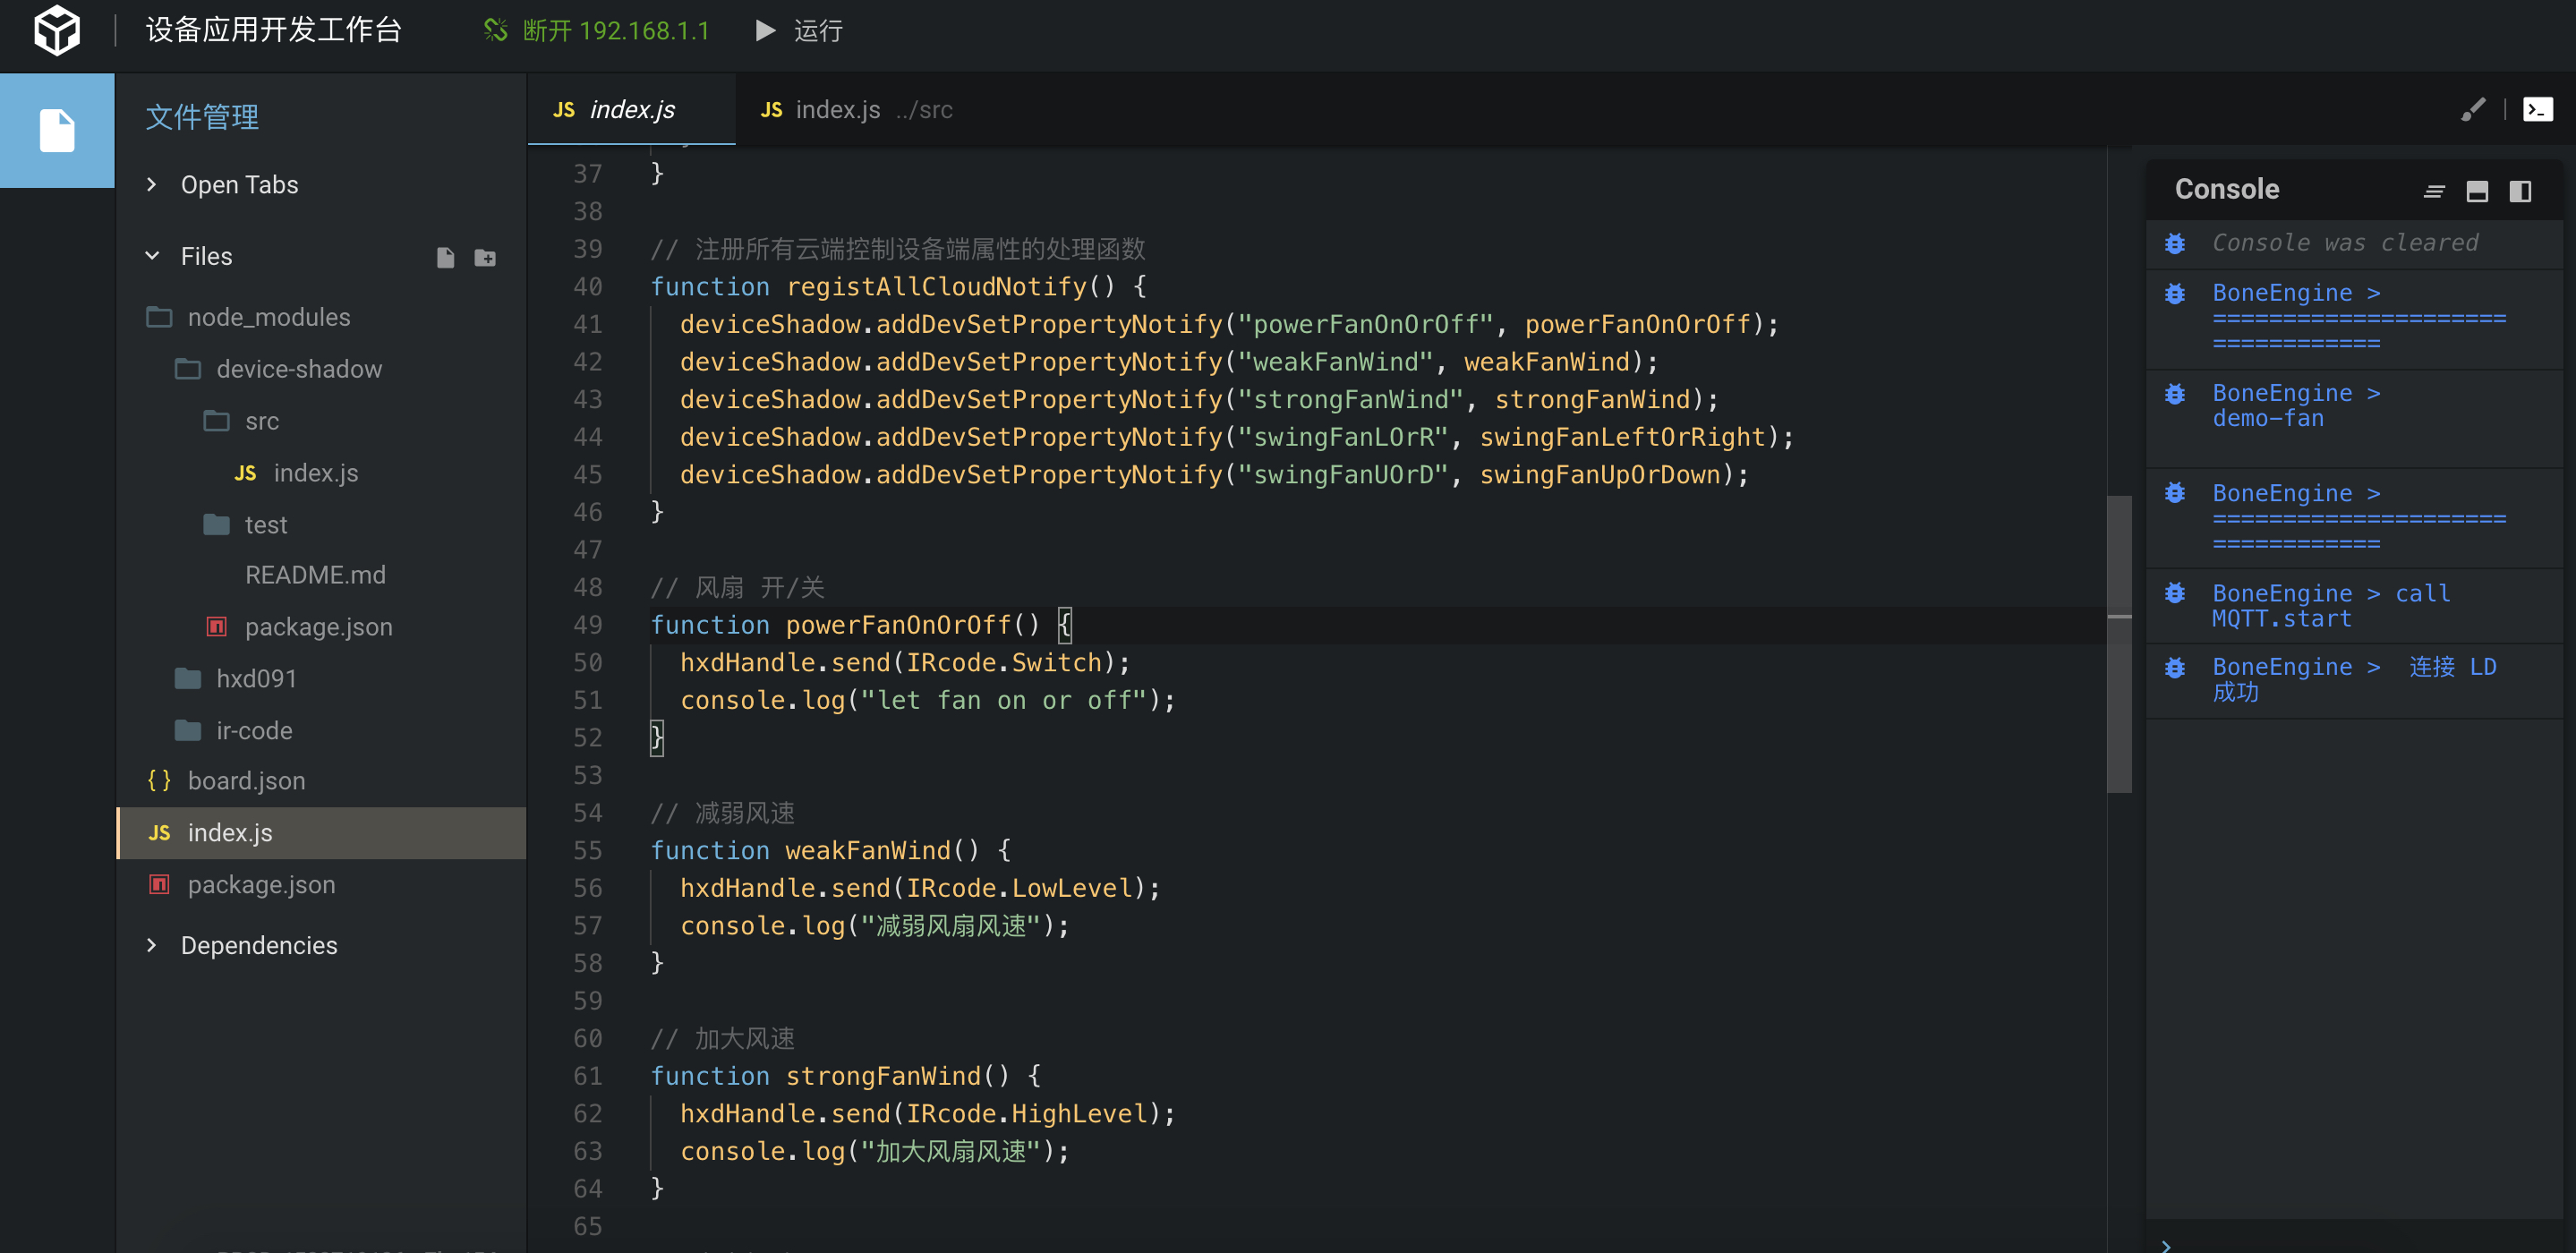 设备应用开发工作台 断开 192.168.1.1 运行
文件管理
Open Tabs
Files
node_modules
device-shadow
src
JS index.js
test
README.md
package.json
hxd091
ir-code
{ } board.json
JS index.js
package.json
Dependencies
JS index.js JS index.js ../src
37 }
38
39 // 注册所有云端控制设备端属性的处理函数
40 function registAllCloudNotify() {
41 deviceShadow.addDevSetPropertyNotify("powerFanOnOrOff", powerFanOnOrOff);
42 deviceShadow.addDevSetPropertyNotify("weakFanWind", weakFanWind);
43 deviceShadow.addDevSetPropertyNotify("strongFanWind", strongFanWind);
44 deviceShadow.addDevSetPropertyNotify("swingFanLOrR", swingFanLeftOrRight);
45 deviceShadow.addDevSetPropertyNotify("swingFanUOrD", swingFanUpOrDown);
46 }
47
48 // 风扇 开/关
49 function powerFanOnOrOff() {
50 hxdHandle.send(IRcode.Switch);
51 console.log("let fan on or off");
52 }
53
54 // 减弱风速
55 function weakFanWind() {
56 hxdHandle.send(IRcode.LowLevel);
57 console.log("减弱风扇风速");
58 }
59
60 // 加大风速
61 function strongFanWind() {
62 hxdHandle.send(IRcode.HighLevel);
63 console.log("加大风扇风速");
64 }
65
Console
Console was cleared
BoneEngine >
=====================
============
BoneEngine >
demo-fan
BoneEngine >
=====================
============
BoneEngine > call
MQTT.start
BoneEngine > 连接 LD
成功
>